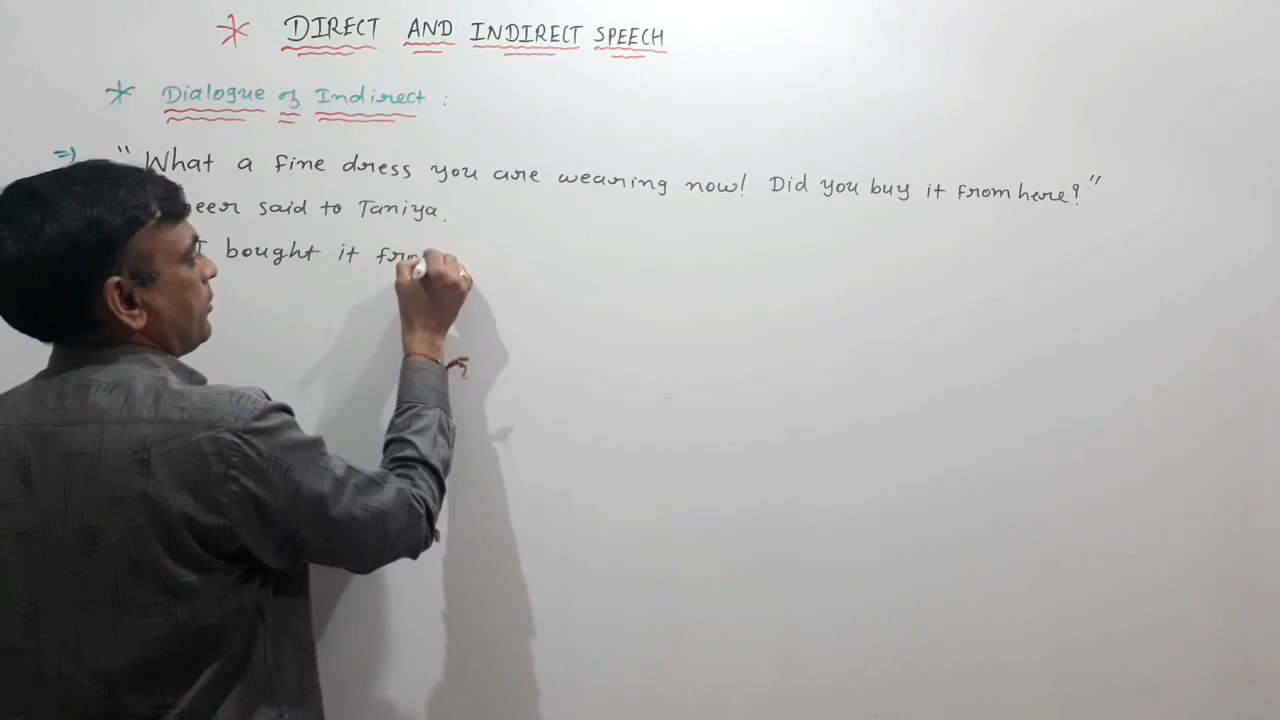 * DIRECT AND INDIRECT SPEECH
* Dialogue of Indirect :
⇒ " What a fine dress you are wearing now! Did you buy it from here? "
said to Taniya.
I bought it